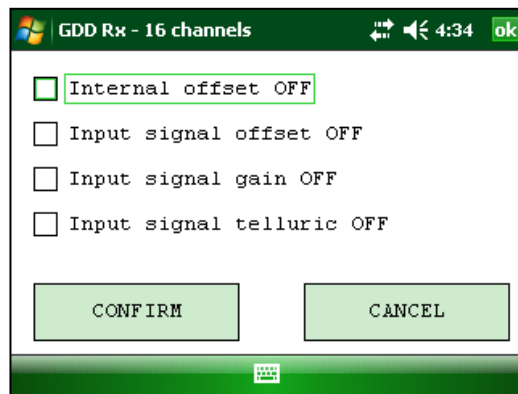 GDD Rx - 16 channels 4:34 ok
Internal offset OFF
Input signal offset OFF
Input signal gain OFF
Input signal telluric OFF
CONFIRM CANCEL